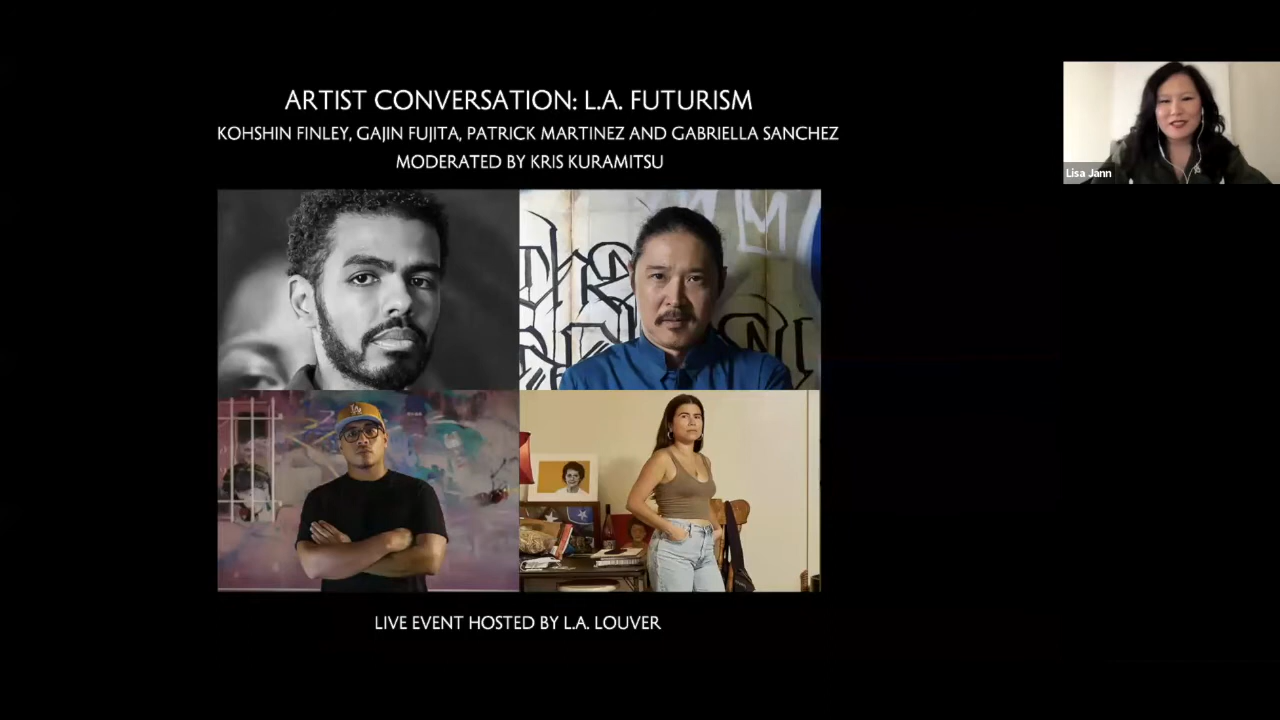 ARTIST CONVERSATION: L.A. FUTURISM
KOHSHIN FINLEY, GAJIN FUJITA, PATRICK MARTINEZ AND GABRIELLA SANCHEZ
MODERATED BY KRIS KURAMITSU
Lisa Jann
LA
LIVE EVENT HOSTED BY L.A. LOUVER